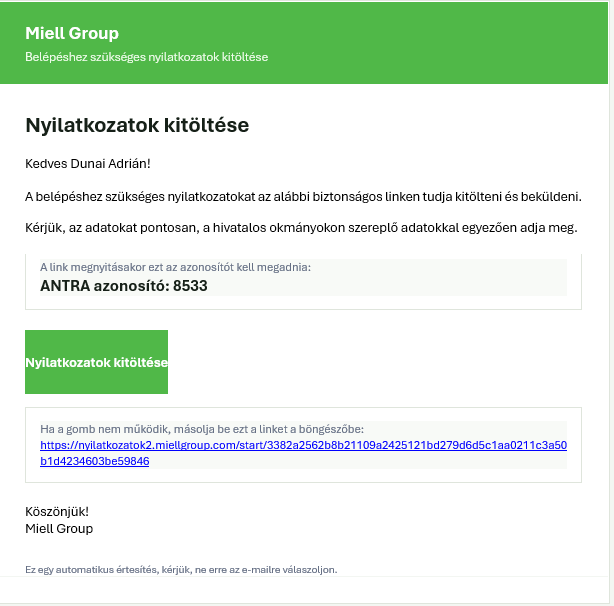 Miell Group
Belépéshez szükséges nyilatkozatok kitöltése
Nyilatkozatok kitöltése
Kedves Dunai Adrián!
A belépéshez szükséges nyilatkozatokat az alábbi biztonságos linken tudja kitölteni és beküldeni.
Kérjük, az adatokat pontosan, a hivatalos okmányokon szereplő adatokkal egyezően adja meg.
A link megnyitásakor ezt az azonosítót kell megadnia:
ANTRA azonosító: 8533
Nyilatkozatok kitöltése
Ha a gomb nem működik, másolja be ezt a linket a böngészőbe:
https://nyilatkozatok2.miellgroup.com/start/3382a2562b8b21109a2425121bd279d6d5c1aa0211c3a50
b1d4234603be59846
Köszönjük!
Miell Group
Ez egy automatikus értesítés, kérjük, ne erre az e-mailre válaszoljon.